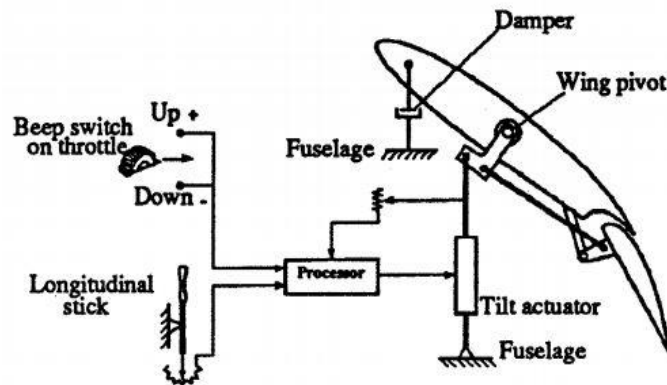 Damper
Wing pivot
Up +
Beep switch
on throttle
Fuselage
Down -
Processor
Longitudinal
stick
Tilt actuator
Fuselage